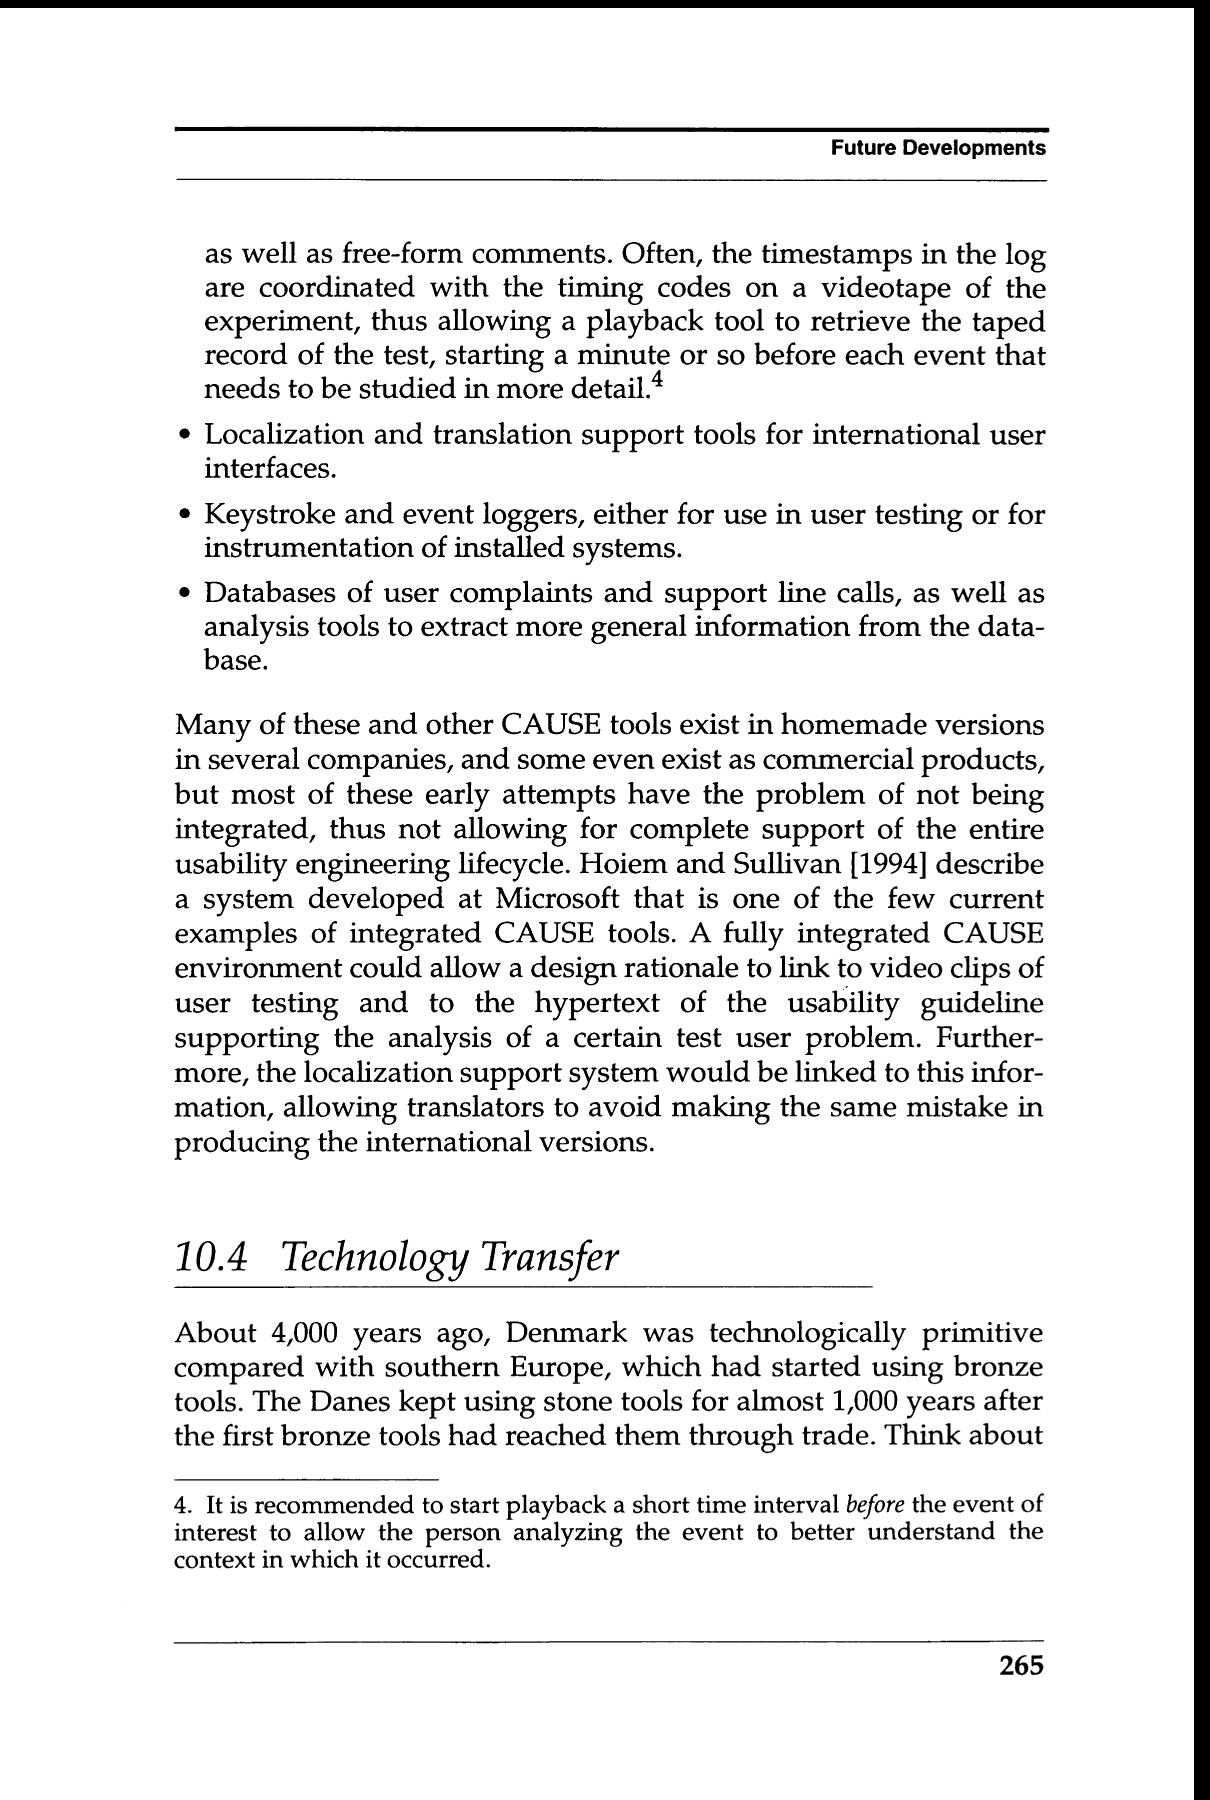 Future Developments
as well as free-form comments. Often, the timestamps in the log
are coordinated with the timing codes on a videotape of the
experiment, thus allowing a playback tool to retrieve the taped
record of the test, starting a minute or so before each event that
needs to be studied in more detail.4
• Localization and translation support tools for international user
interfaces.
• Keystroke and event loggers, either for use in user testing or for
instrumentation of installed systems.
• Databases of user complaints and support line calls, as well as
analysis tools to extract more general information from the data-
base.
Many of these and other CAUSE tools exist in homemade versions
in several companies, and some even exist as commercial products,
but most of these early attempts have the problem of not being
integrated, thus not allowing for complete support of the entire
usability engineering lifecycle. Hoiem and Sullivan [1994] describe
a system developed at Microsoft that is one of the few current
examples of integrated CAUSE tools. A fully integrated CAUSE
environment could allow a design rationale to link to video clips of
user testing and to the hypertext of the usability guideline
supporting the analysis of a certain test user problem. Further-
more, the localization support system would be linked to this infor-
mation, allowing translators to avoid making the same mistake in
producing the international versions.
10.4 Technology Transfer
About 4,000 years ago, Denmark was technologically primitive
compared with southern Europe, which had started using bronze
tools. The Danes kept using stone tools for almost 1,000 years after
the first bronze tools had reached them through trade. Think about
4. It is recommended to start playback a short time interval before the event of
interest to allow the person analyzing the event to better understand the
context in which it occurred.
265